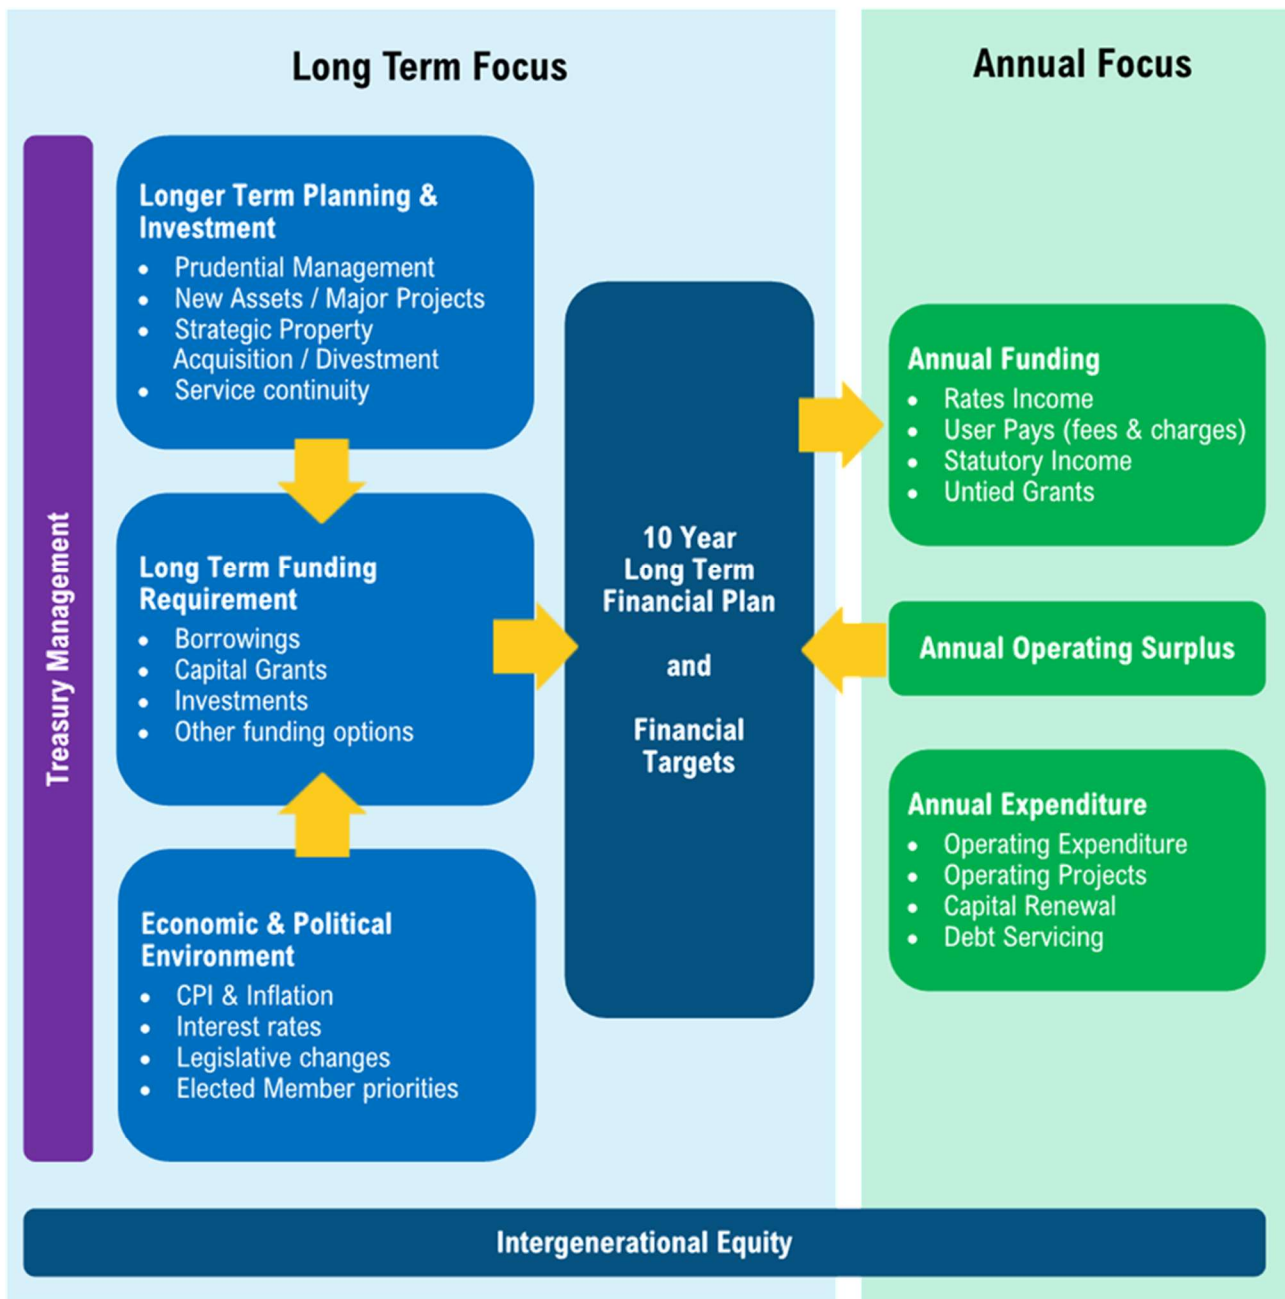 Long Term Focus
Treasury Management
Longer Term Planning &
Investment
• Prudential Management
• New Assets / Major Projects
• Strategic Property
Acquisition / Divestment
• Service continuity
Long Term Funding
Requirement
• Borrowings
• Capital Grants
• Investments
• Other funding options
Economic & Political
Environment
• CPI & Inflation
• Interest rates
• Legislative changes
• Elected Member priorities
10 Year
Long Term
Financial Plan
and
Financial
Targets
Annual Focus
Annual Funding
• Rates Income
• User Pays (fees & charges)
• Statutory Income
• Untied Grants
Annual Operating Surplus
Annual Expenditure
• Operating Expenditure
• Operating Projects
• Capital Renewal
• Debt Servicing
Intergenerational Equity